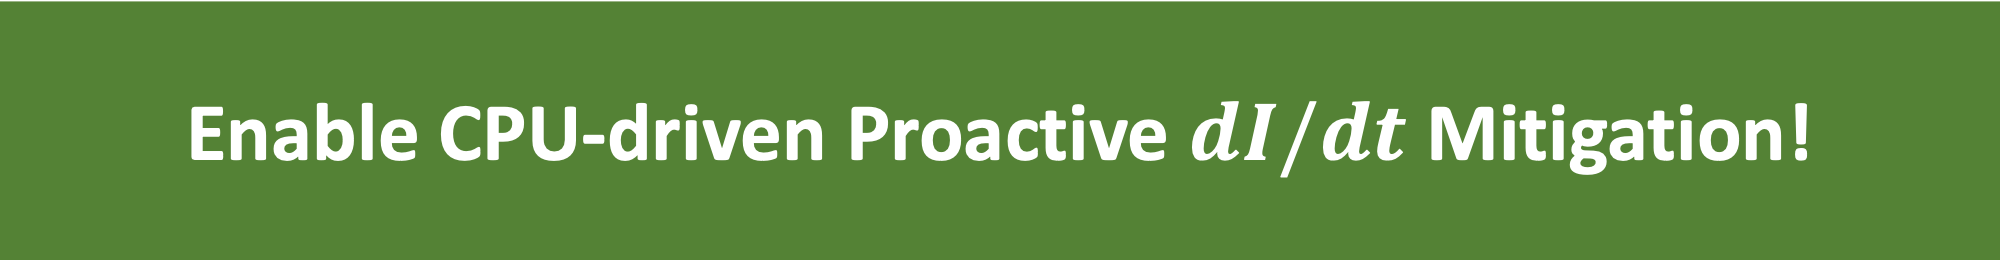 Enable CPU-driven Proactive dI/dt Mitigation!